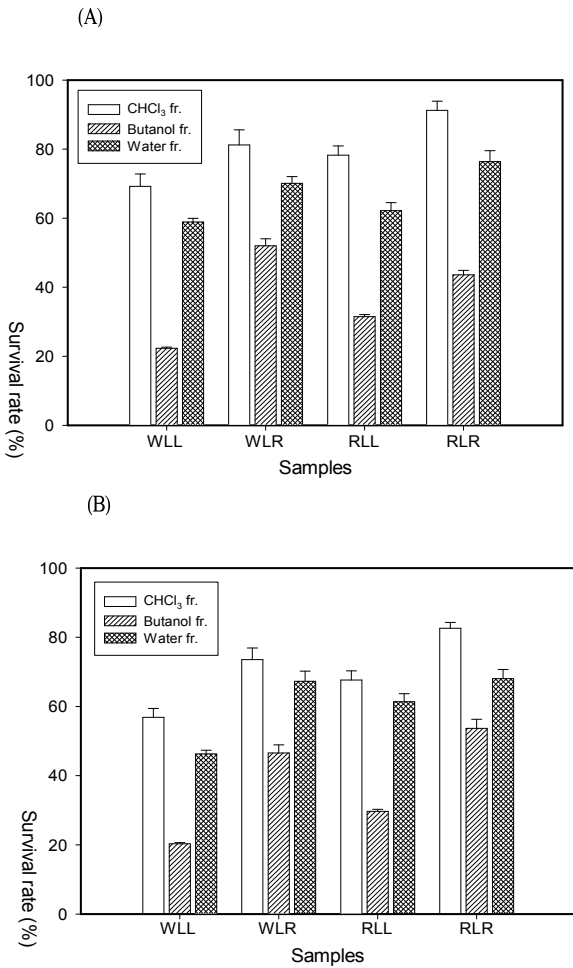 (A)
100
80
60
40
20
0
Survival rate (%)
CHCl₃ fr.
Butanol fr.
Water fr.
WLL WLR RLL RLR
Samples
(B)
100
80
60
40
20
0
Survival rate (%)
CHCl₃ fr.
Butanol fr.
Water fr.
WLL WLR RLL RLR
Samples